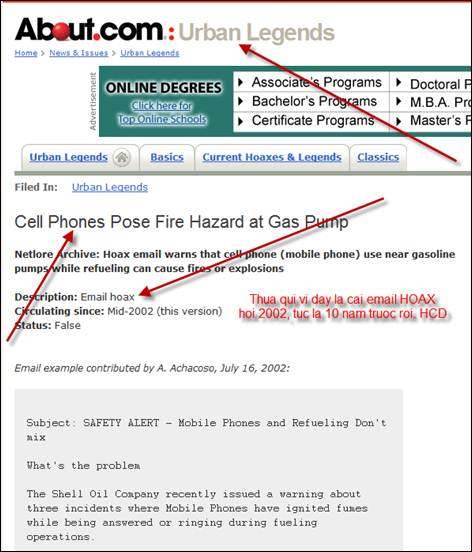 About.com.: Urban Legends
Home > News & Issues > Urban Legends
Advertisement
ONLINE DEGREES
Click here for
Top Online Schools
Associate's Programs
Bachelor's Program
Certificate Programs
Doctoral P
M.B.A. Pro
Master's F
Urban Legends
Basics
Current Hoaxes & Legends
Classics
Filed In: Urban Legends
Cell Phones Pose Fire Hazard at Gas Pump
Netlore Archive: Hoax email warns that cell phone (mobile phone) use near gasoline
pumps while refueling can cause fires or explosions
Description: Email hoax
Circulating since: Mid-2002 (this version)
Status: False
Thua qui vi day la cai email HOAX
hoi 2002, tuc la 10 nam truoc roi, HCD
Email example contributed by A. Achacoso, July 16, 2002:
Subject: SAFETY ALERT - Mobile Phones and Refueling Don't
mix
What's the problem
The Shell Oil Company recently issued a warning about
three incidents where Mobile Phones have ignited fumes
while being answered or ringing during fueling
operations.